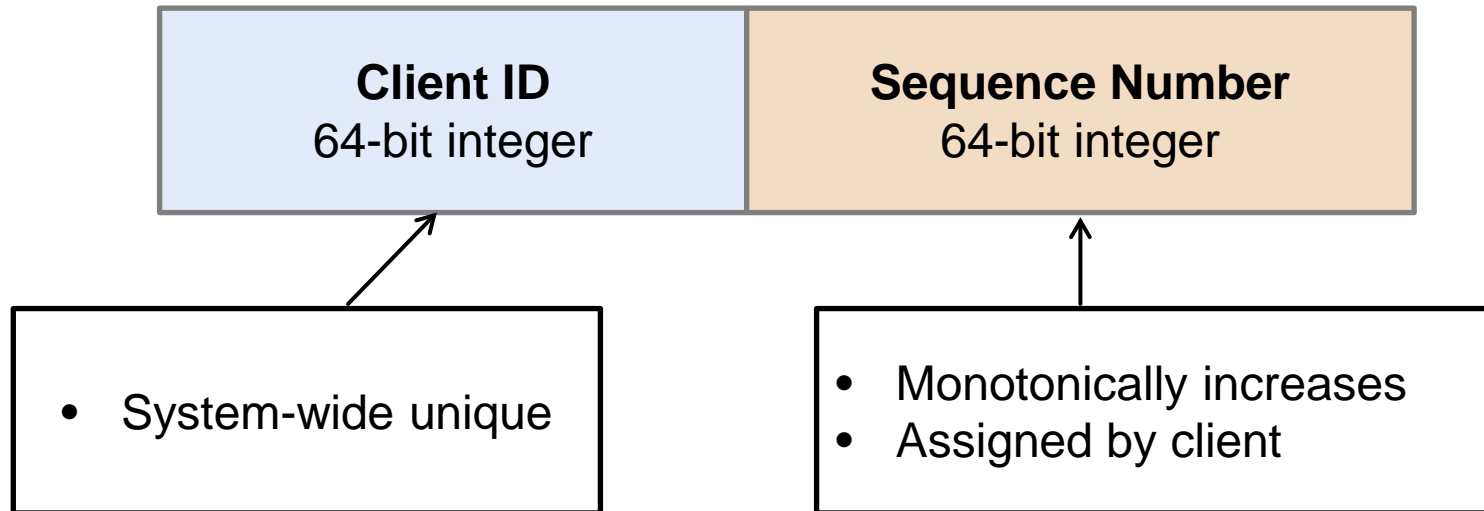 Client ID
64-bit integer
Sequence Number
64-bit integer
• System-wide unique
• Monotonically increases
• Assigned by client